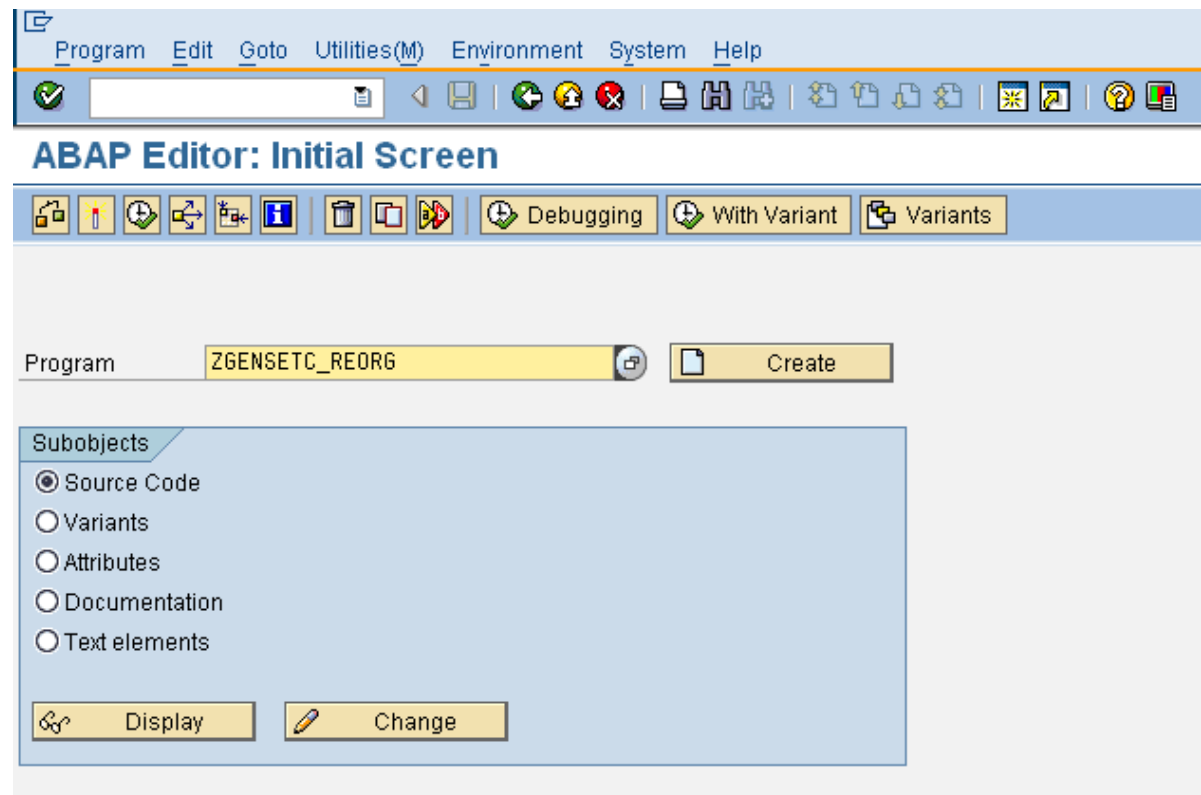 Program Edit Goto Utilities(M) Environment System Help
ABAP Editor: Initial Screen
Debugging With Variant Variants
Program ZGENSETC_REORG Create
Subobjects
Source Code
Variants
Attributes
Documentation
Text elements
Display Change